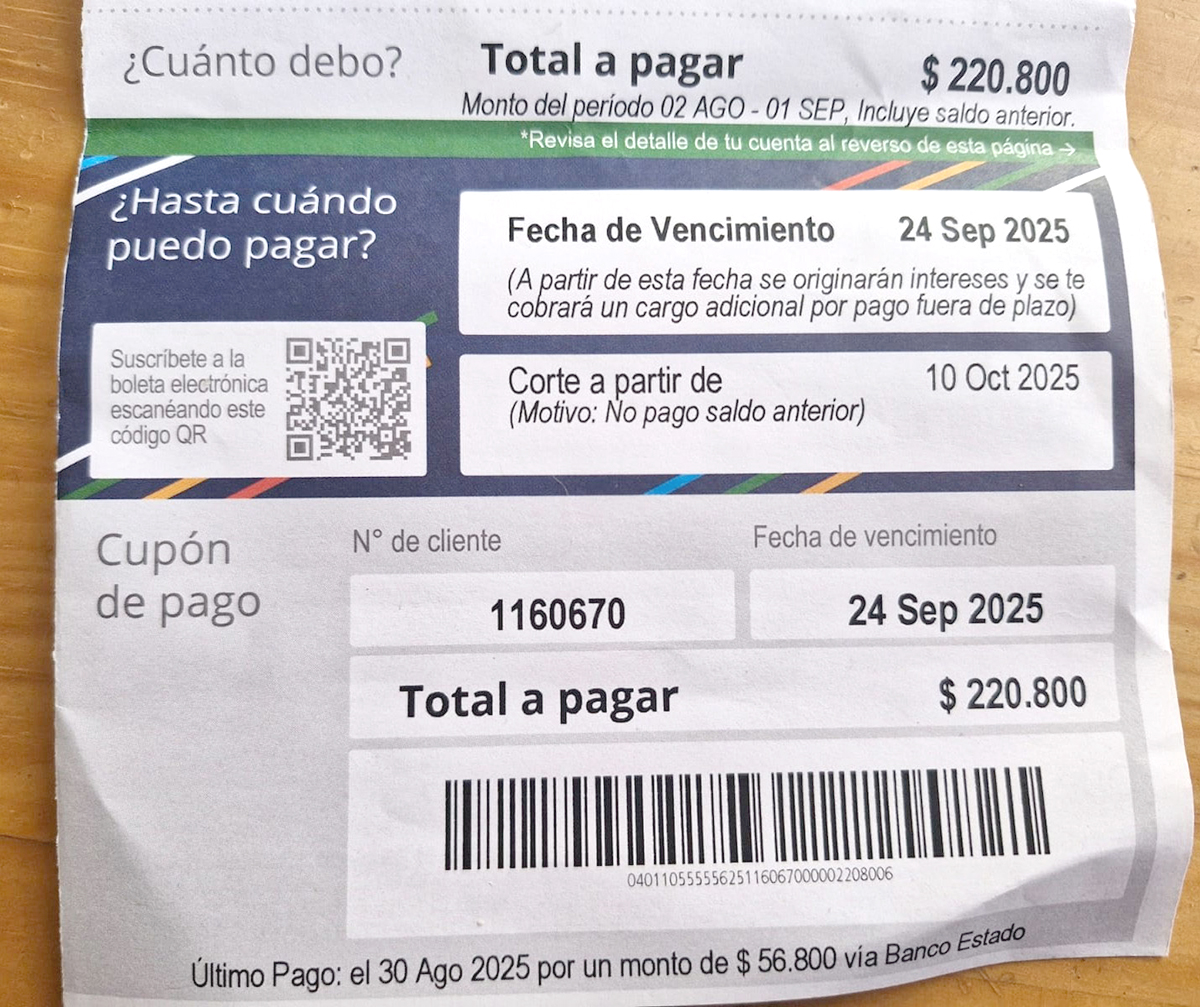 ¿Cuánto debo?
Total a pagar $ 220.800
Monto del período 02 AGO - 01 SEP, Incluye saldo anterior.
*Revisa el detalle de tu cuenta al reverso de esta página →
¿Hasta cuándo
puedo pagar?
Fecha de Vencimiento 24 Sep 2025
(A partir de esta fecha se originarán intereses y se te
cobrará un cargo adicional por pago fuera de plazo)
Suscríbete a la
boleta electrónica
escanéando este
código QR
Corte a partir de 10 Oct 2025
(Motivo: No pago saldo anterior)
Cupón
de pago
N° de cliente
1160670
Fecha de vencimiento
24 Sep 2025
Total a pagar $ 220.800
04011055555625116067000002208006
Último Pago: el 30 Ago 2025 por un monto de $ 56.800 vía Banco Estado